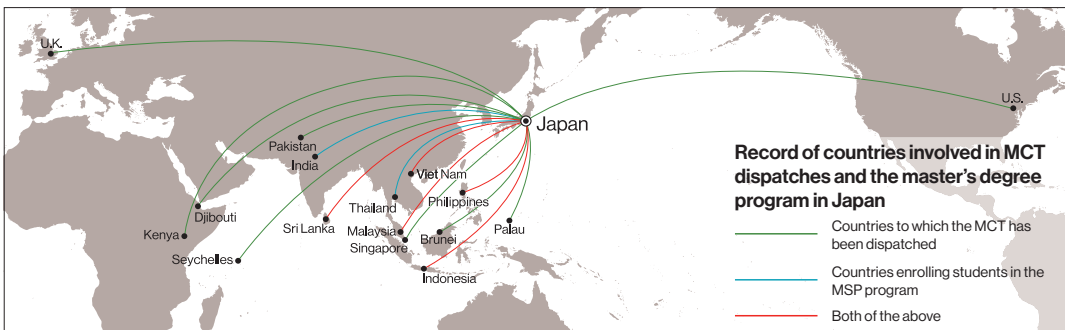 U.K.
U.S.
Japan
Pakistan
India
Viet Nam
Thailand
Philippines
Djibouti
Sri Lanka
Malaysia
Singapore
Brunei
Palau
Kenya
Seychelles
Indonesia
Record of countries involved in MCT
dispatches and the master's degree
program in Japan
Countries to which the MCT has
been dispatched
Countries enrolling students in the
MSP program
Both of the above